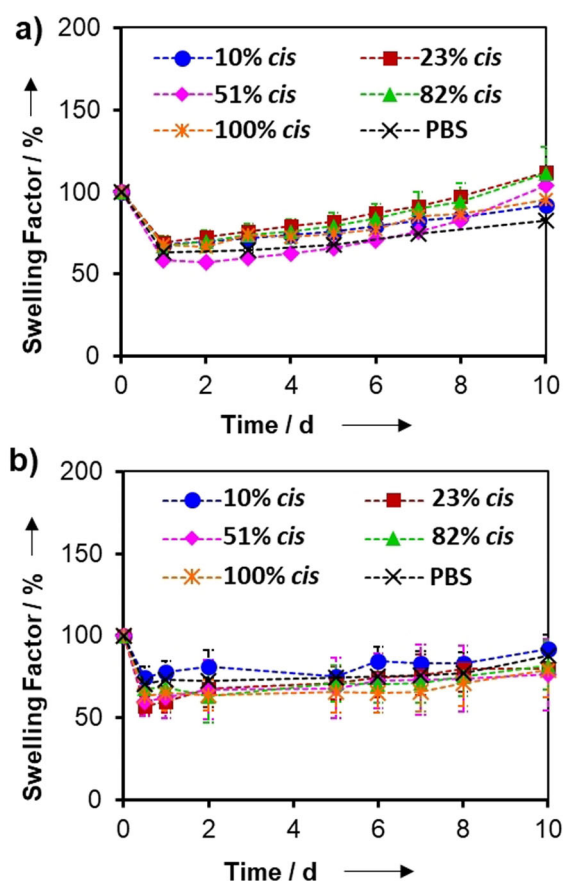 a)
200
150
100
50
0
10% cis 23% cis
51% cis 82% cis
100% cis PBS
Swelling Factor / %
0 2 4 6 8 10
Time / d
b)
200
150
100
50
0
10% cis 23% cis
51% cis 82% cis
100% cis PBS
Swelling Factor / %
0 2 4 6 8 10
Time / d